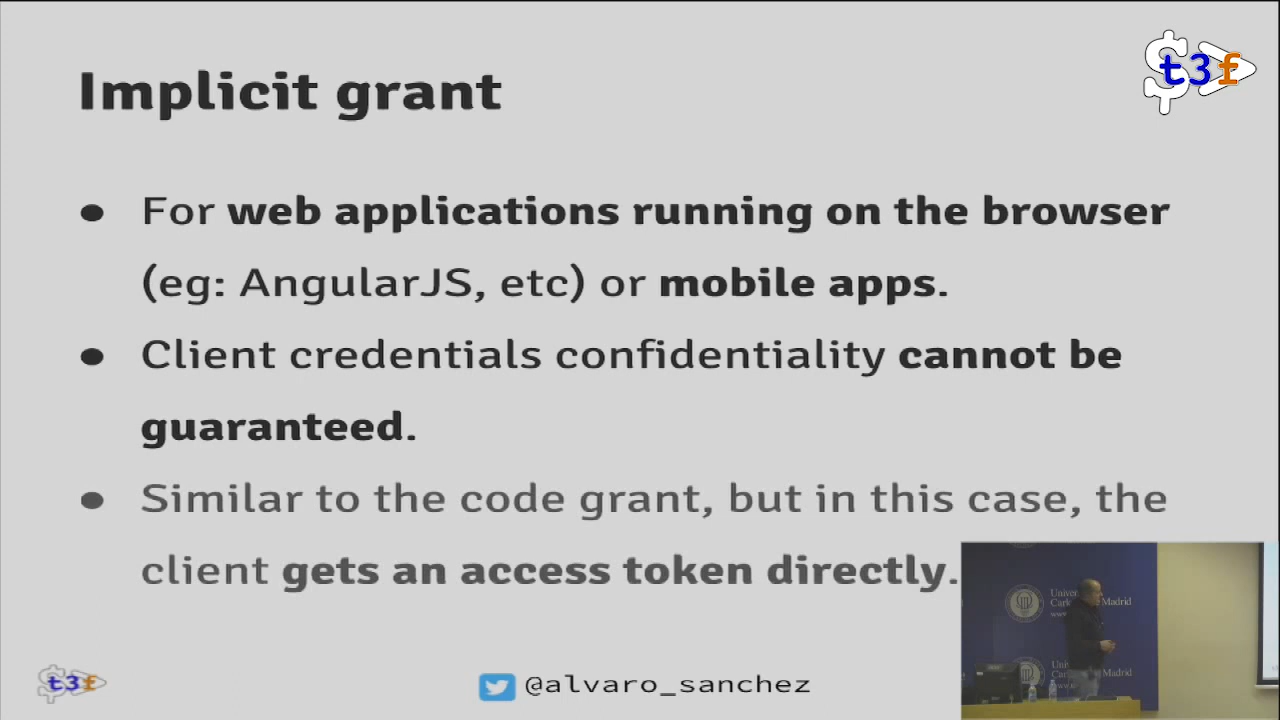 Implicit grant
t3f
● For web applications running on the browser
(eg: AngularJS, etc) or mobile apps.
● Client credentials confidentiality cannot be
guaranteed.
● Similar to the code grant, but in this case, the
client gets an access token directly.
t3f
@alvaro_sanchez
Madrid
Madrid